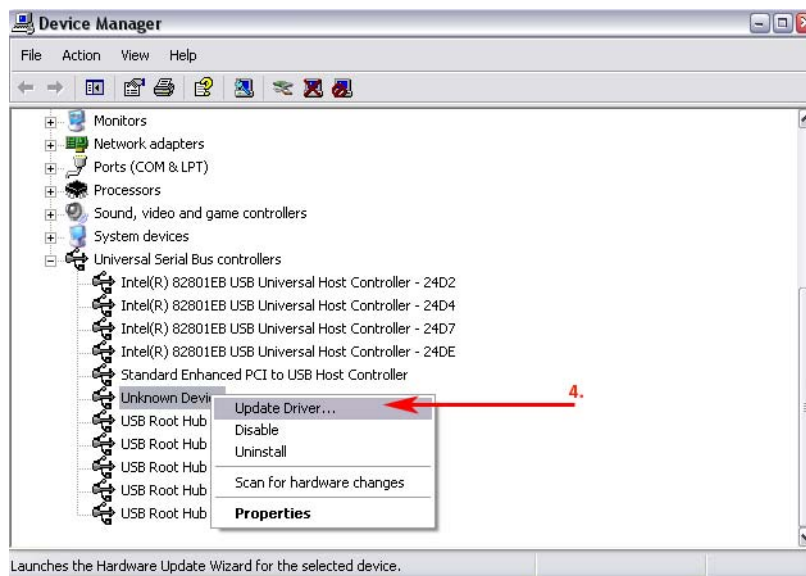 Device Manager
File Action View Help
Monitors
Network adapters
Ports (COM & LPT)
Processors
Sound, video and game controllers
System devices
Universal Serial Bus controllers
Intel(R) 82801EB USB Universal Host Controller - 24D2
Intel(R) 82801EB USB Universal Host Controller - 24D4
Intel(R) 82801EB USB Universal Host Controller - 24D7
Intel(R) 82801EB USB Universal Host Controller - 24DE
Standard Enhanced PCI to USB Host Controller
Unknown Devi
USB Root Hub
USB Root Hub
USB Root Hub
USB Root Hub
USB Root Hub
Update Driver...
Disable
Uninstall
Scan for hardware changes
Properties
4.
Launches the Hardware Update Wizard for the selected device.